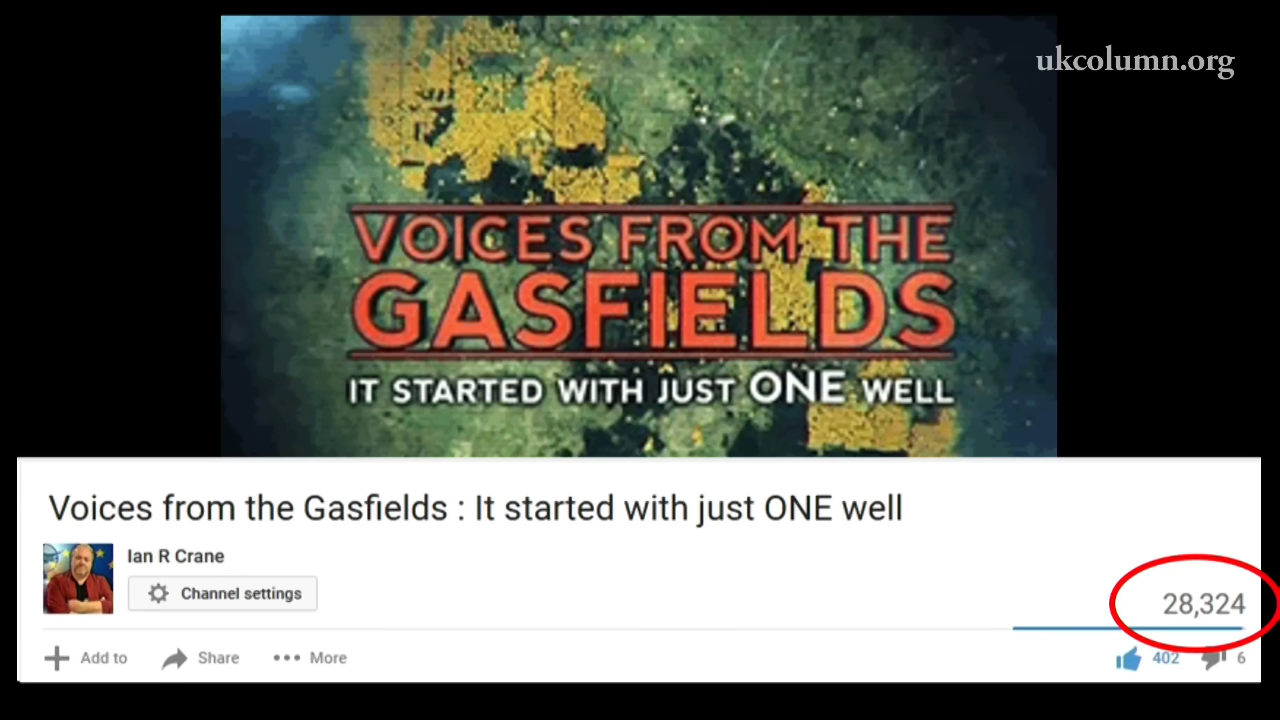 ukcolumn.org
VOICES FROM THE
GASFIELDS
IT STARTED WITH JUST ONE WELL
Voices from the Gasfields : It started with just ONE well
Ian R Crane
Channel settings
28,324
Add to
Share
More
402
6